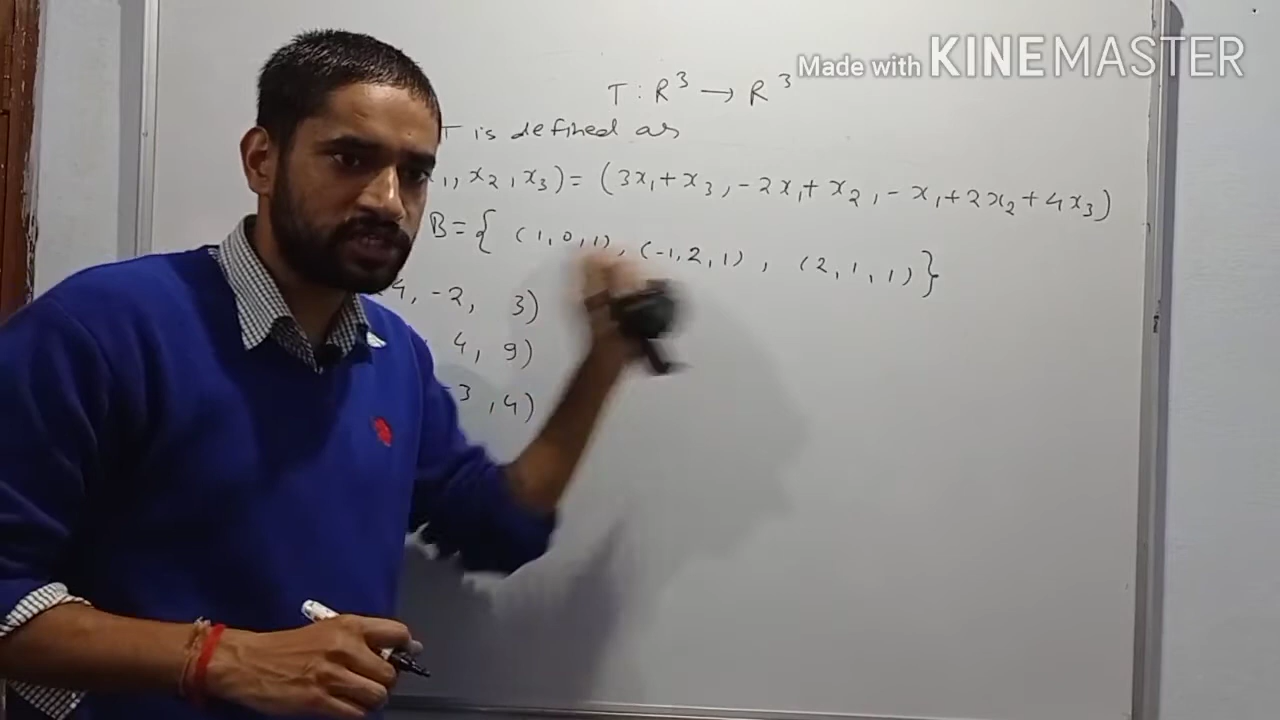 Made with KINEMASTER
T : R³ → R³
T is defined as
₁, x₂, x₃) = (3x₁ + x₃, -2x₁ + x₂, -x₁ + 2x₂ + 4x₃)
B = { (1, 0, 1), (-1, 2, 1), (2, 1, 1) }
4, -2, 3)
, 4, 9)
3, 4)